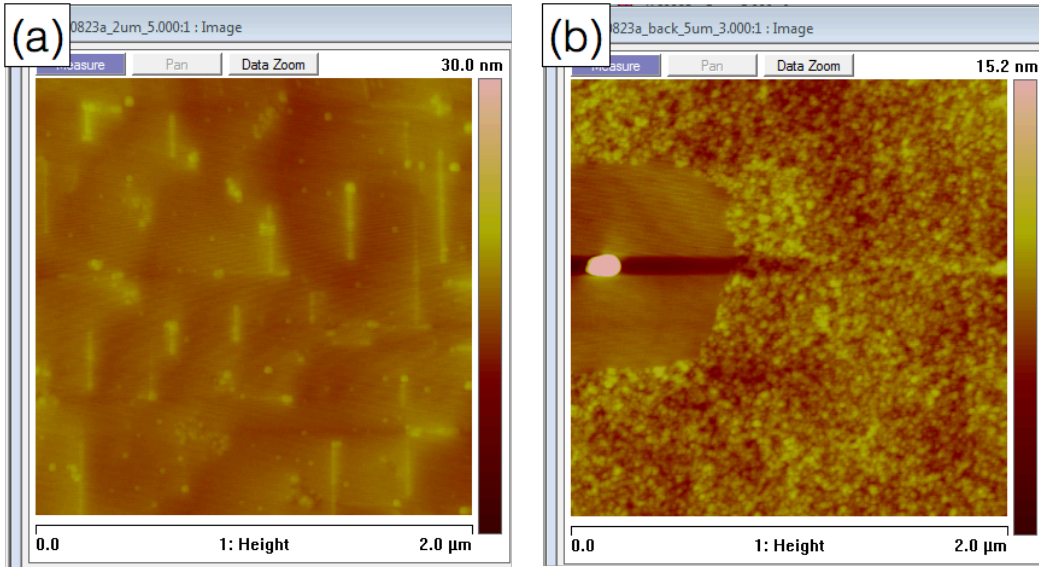 (a)
0823a_2um_5.000:1 : Image
Measure Pan Data Zoom 30.0 nm
0.0 1: Height 2.0 µm
(b)
0823a_back_5um_3.000:1 : Image
Measure Pan Data Zoom 15.2 nm
0.0 1: Height 2.0 µm